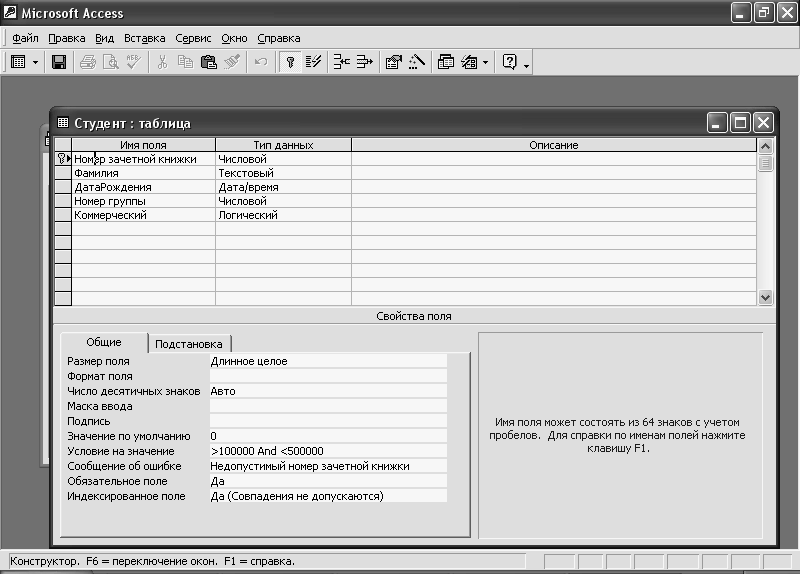 Microsoft Access
Файл Правка Вид Вставка Сервис Окно Справка
Студент : таблица
Имя поля Тип данных Описание
Номер зачетной книжки Числовой
Фамилия Текстовый
ДатаРождения Дата/время
Номер группы Числовой
Коммерческий Логический
Свойства поля
Общие Подстановка
Размер поля Длинное целое
Формат поля
Число десятичных знаков Авто
Маска ввода
Подпись
Значение по умолчанию 0
Условие на значение >100000 And <500000
Сообщение об ошибке Недопустимый номер зачетной книжки
Обязательное поле Да
Индексированное поле Да (Совпадения не допускаются)
Имя поля может состоять из 64 знаков с учетом
пробелов. Для справки по именам полей нажмите
клавишу F1.
Конструктор. F6 = переключение окон. F1 = справка.